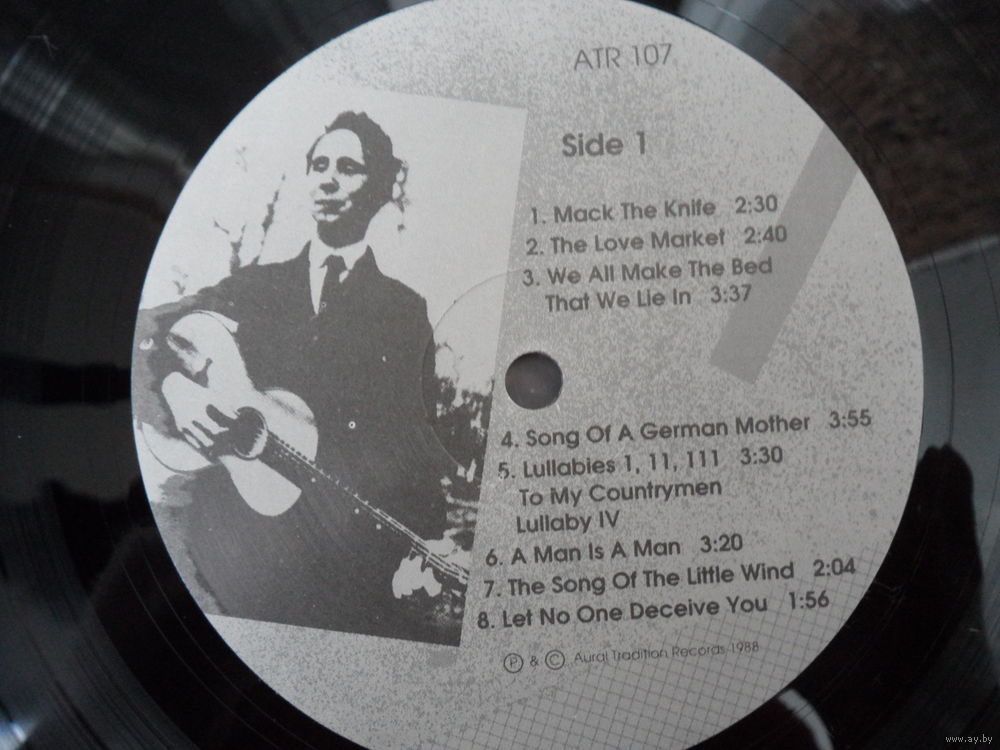 ATR 107
Side 1
1. Mack The Knife 2:30
2. The Love Market 2:40
3. We All Make The Bed
That We Lie In 3:37
4. Song Of A German Mother 3:55
5. Lullabies 1, 11, 111 3:30
To My Countrymen
Lullaby IV
6. A Man Is A Man 3:20
7. The Song Of The Little Wind 2:04
8. Let No One Deceive You 1:56
Ⓟ & © Aural Tradition Records 1988
www.ay.by